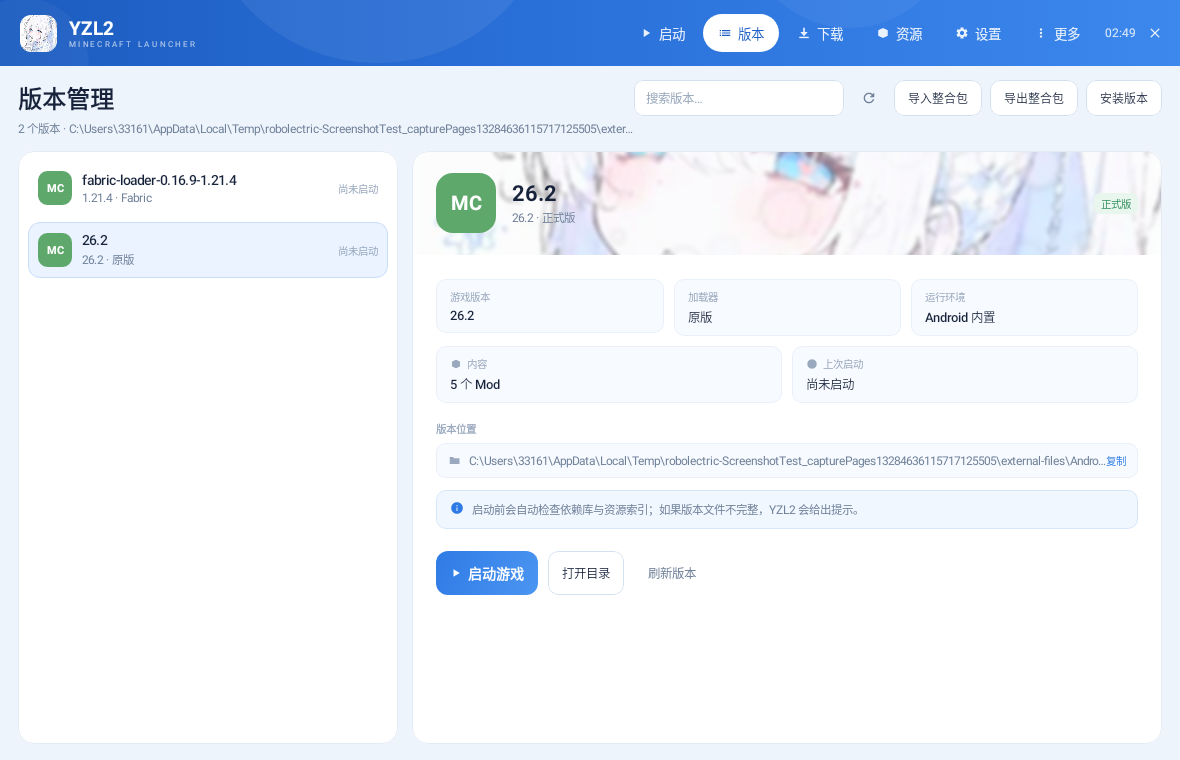 YZL2
MINECRAFT LAUNCHER
启动
版本
下载
资源
设置
更多
02:49
版本管理
搜索版本...
导入整合包
导出整合包
安装版本
2 个版本 · C:\Users\33161\AppData\Local\Temp\robolectric-ScreenshotTest_capturePages13284636115717125505\exter...
MC
fabric-loader-0.16.9-1.21.4
1.21.4 · Fabric
尚未启动
MC
26.2
26.2 · 原版
尚未启动
MC
26.2
26.2 · 正式版
正式版
游戏版本
26.2
加载器
原版
运行环境
Android 内置
内容
5 个 Mod
上次启动
尚未启动
版本位置
C:\Users\33161\AppData\Local\Temp\robolectric-ScreenshotTest_capturePages13284636115717125505\external-files\Andro...复制
启动前会自动检查依赖库与资源索引；如果版本文件不完整，YZL2 会给出提示。
启动游戏
打开目录
刷新版本